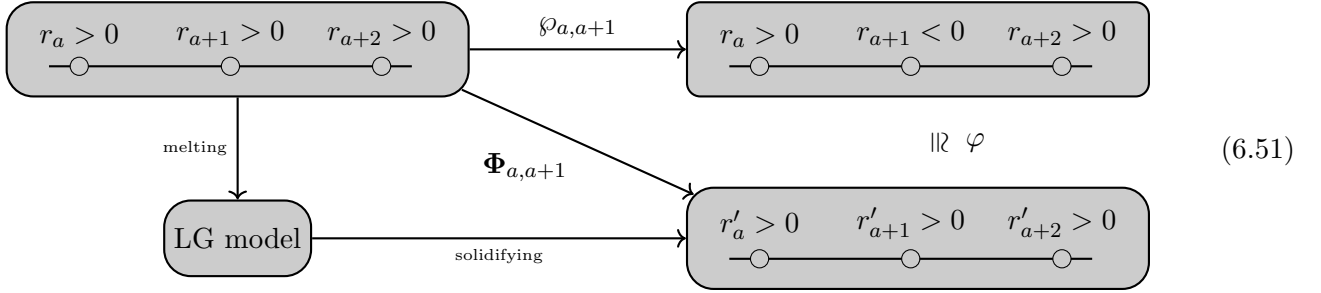 r_a > 0 r_{a+1} > 0 r_{a+2} > 0
℘_{a,a+1}
r_a > 0 r_{a+1} < 0 r_{a+2} > 0
melting
≅ φ
(6.51)
𝚽_{a,a+1}
LG model
solidifying
r'_a > 0 r'_{a+1} > 0 r'_{a+2} > 0